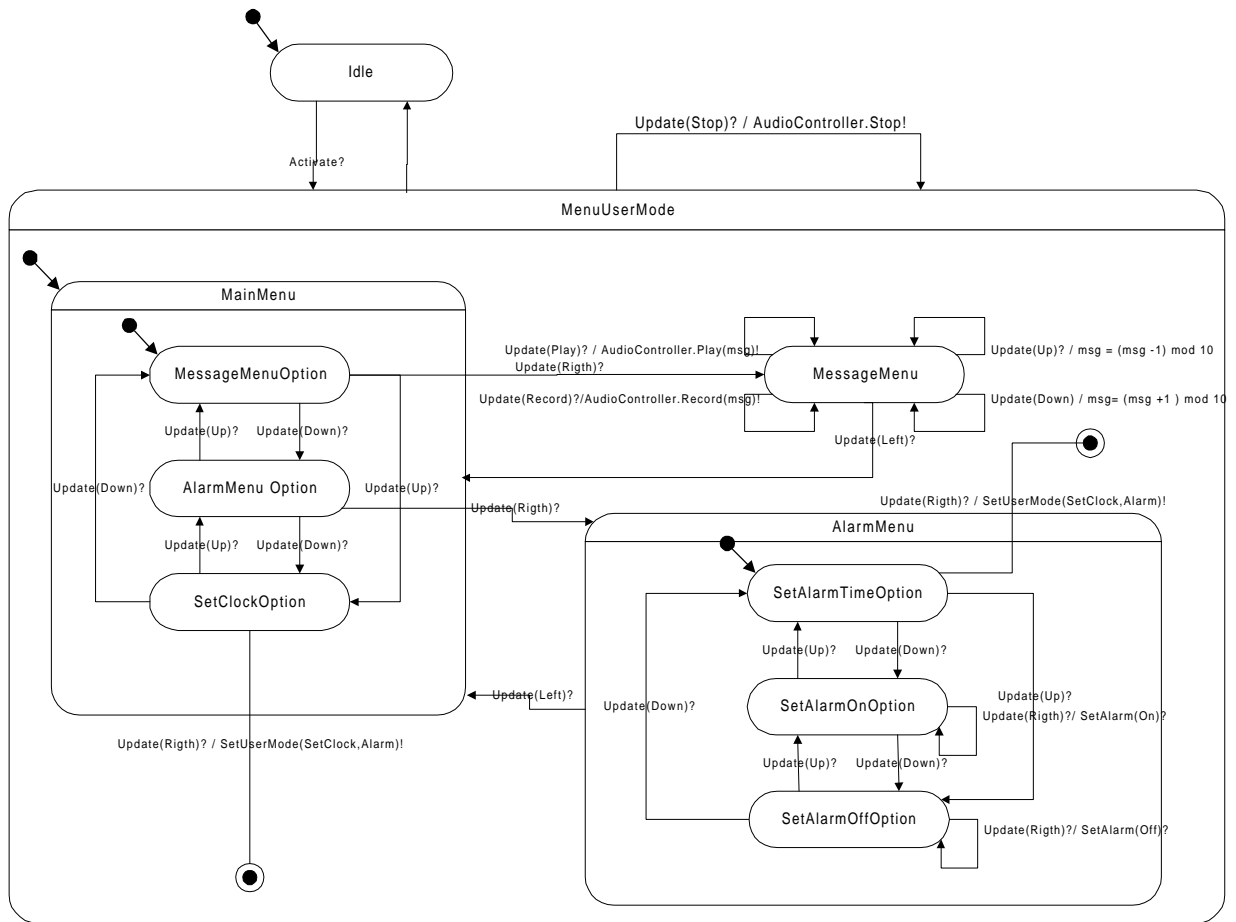 Idle
Update(Stop)? / AudioController.Stop!
Activate?
MenuUserMode
MainMenu
MessageMenuOption
Update(Up)?
Update(Down)?
Update(Down)?
AlarmMenu Option
Update(Up)?
Update(Up)?
Update(Down)?
SetClockOption
Update(Rigth)? / SetUserMode(SetClock,Alarm)!
Update(Play)? / AudioController.Play(msg)!
Update(Rigth)?
Update(Record)?/AudioController.Record(msg)!
MessageMenu
Update(Up)? / msg = (msg -1) mod 10
Update(Down) / msg= (msg +1 ) mod 10
Update(Left)?
Update(Rigth)?
Update(Rigth)? / SetUserMode(SetClock,Alarm)!
AlarmMenu
SetAlarmTimeOption
Update(Up)?
Update(Down)?
Update(Left)?
Update(Down)?
SetAlarmOnOption
Update(Up)?
Update(Rigth)?/ SetAlarm(On)?
Update(Up)?
Update(Down)?
SetAlarmOffOption
Update(Rigth)?/ SetAlarm(Off)?